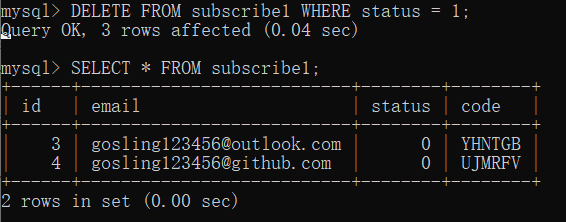 mysql> DELETE FROM subscribe1 WHERE status = 1;
Query OK, 3 rows affected (0.04 sec)
mysql> SELECT * FROM subscribe1;
+------+---------------------------+--------+--------+
| id | email | status | code |
+------+---------------------------+--------+--------+
| 3 | gosling123456@outlook.com | 0 | YHNTGB |
| 4 | gosling123456@github.com | 0 | UJMRFV |
+------+---------------------------+--------+--------+
2 rows in set (0.00 sec)